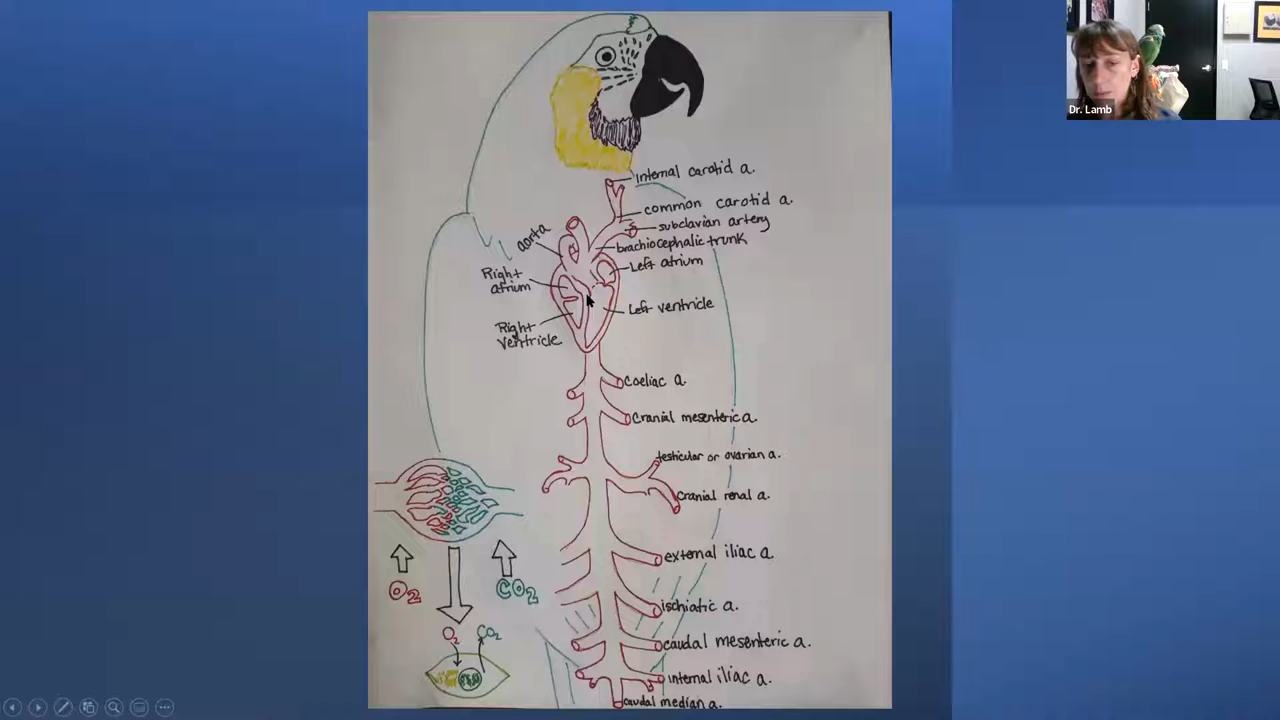 Dr. Lamb
internal carotid a.
common carotid a.
subclavian artery
brachiocephalic trunk
aorta
Left atrium
Right
atrium
Left ventricle
Right
ventricle
coeliac a.
Cranial mesenteric a.
testicular or ovarian a.
Cranial renal a.
external iliac a.
O2
CO2
ischiatic a.
O2
CO2
caudal mesenteric a.
internal iliac a.
caudal median a.